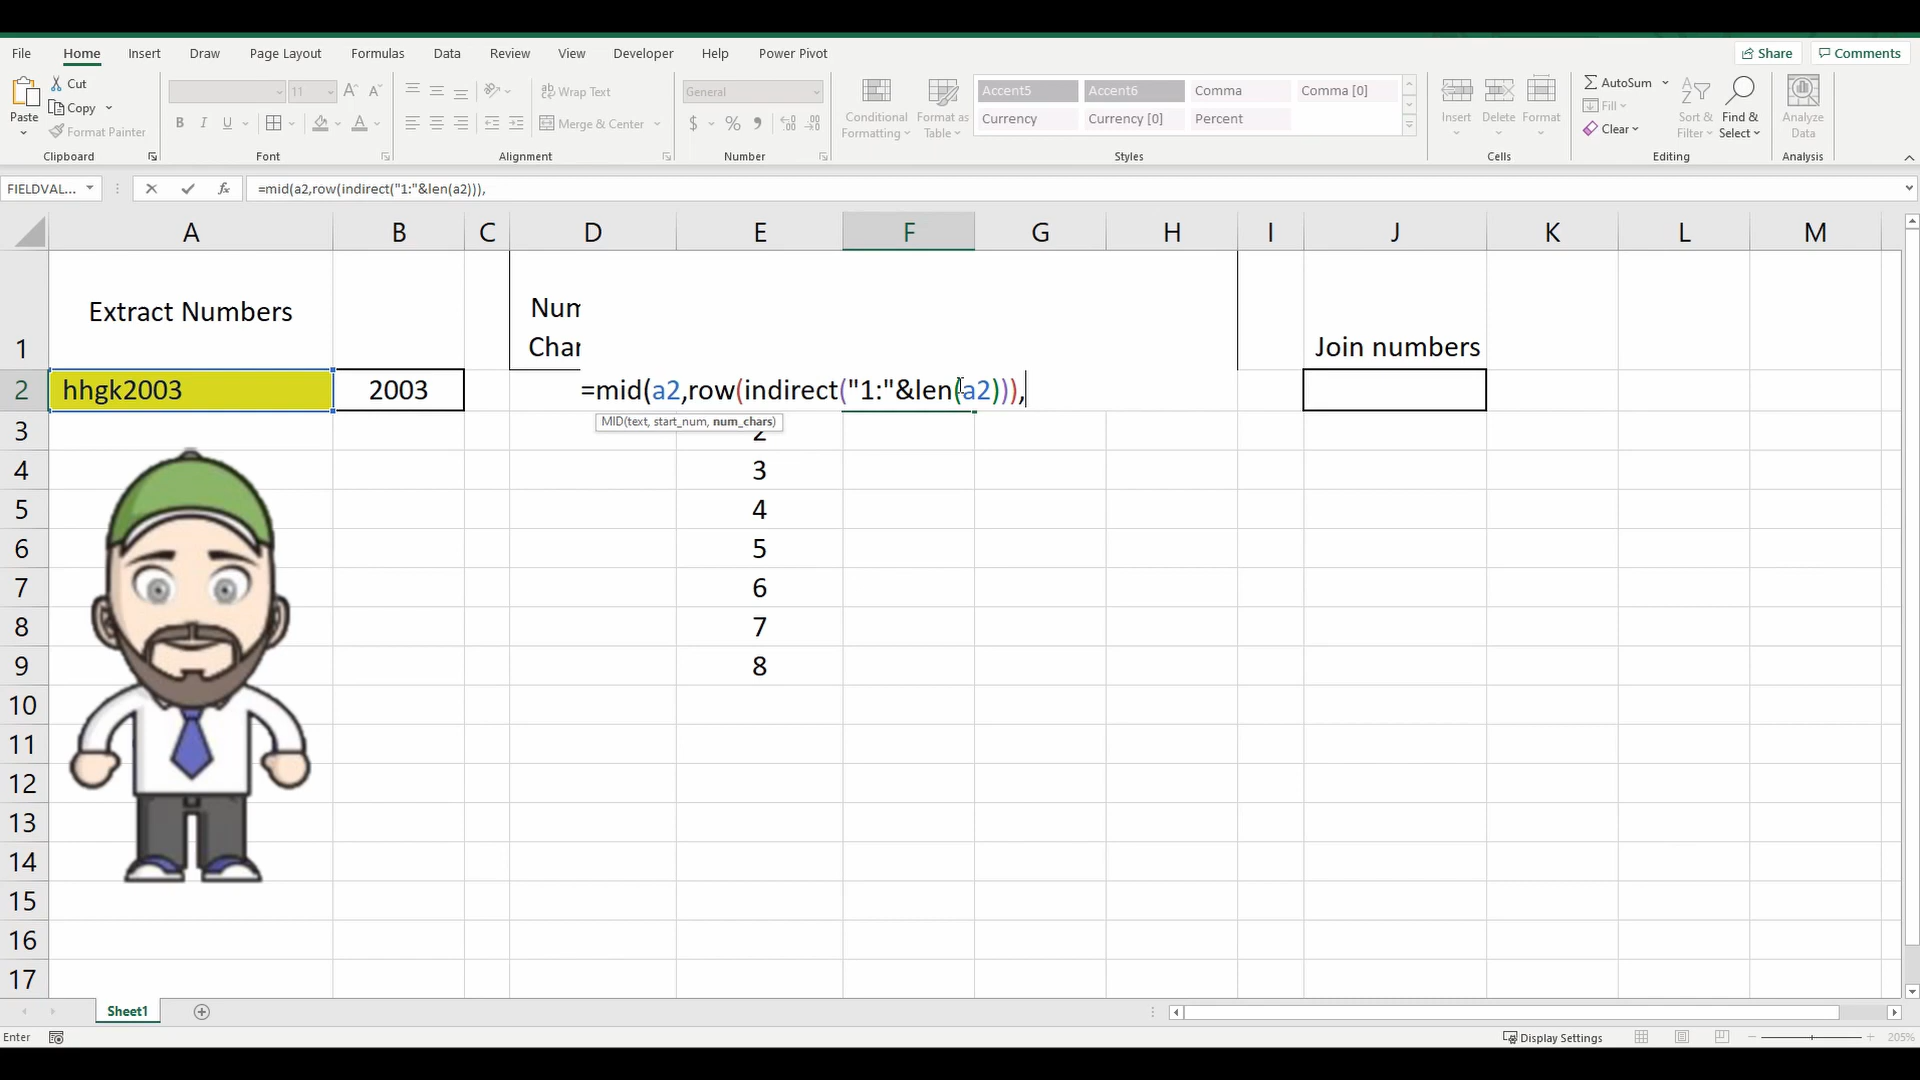 File Home Insert Draw Page Layout Formulas Data Review View Developer Help Power Pivot Share Comments
Cut
Copy
Format Painter
Paste
Clipboard
11
Font
Wrap Text
Merge & Center
Alignment
General
Number
Conditional Formatting
Format as Table
Accent5 Accent6 Comma Comma [0]
Currency Currency [0] Percent
Styles
Insert Delete Format
Cells
AutoSum
Fill
Clear
Sort & Filter
Find & Select
Editing
Analyze Data
Analysis
FIELDVAL... =mid(a2,row(indirect("1:"&len(a2))),
A B C D E F G H I J K L M
Extract Numbers
Num
Char
1 Join numbers
2 hhgk2003 2003 =mid(a2,row(indirect("1:"&len(a2))),
MID(text, start_num, num_chars)
3 2
4 3
5 4
6 5
7 6
8 7
9 8
10
11
12
13
14
15
16
17
Sheet1
Enter Display Settings 205%